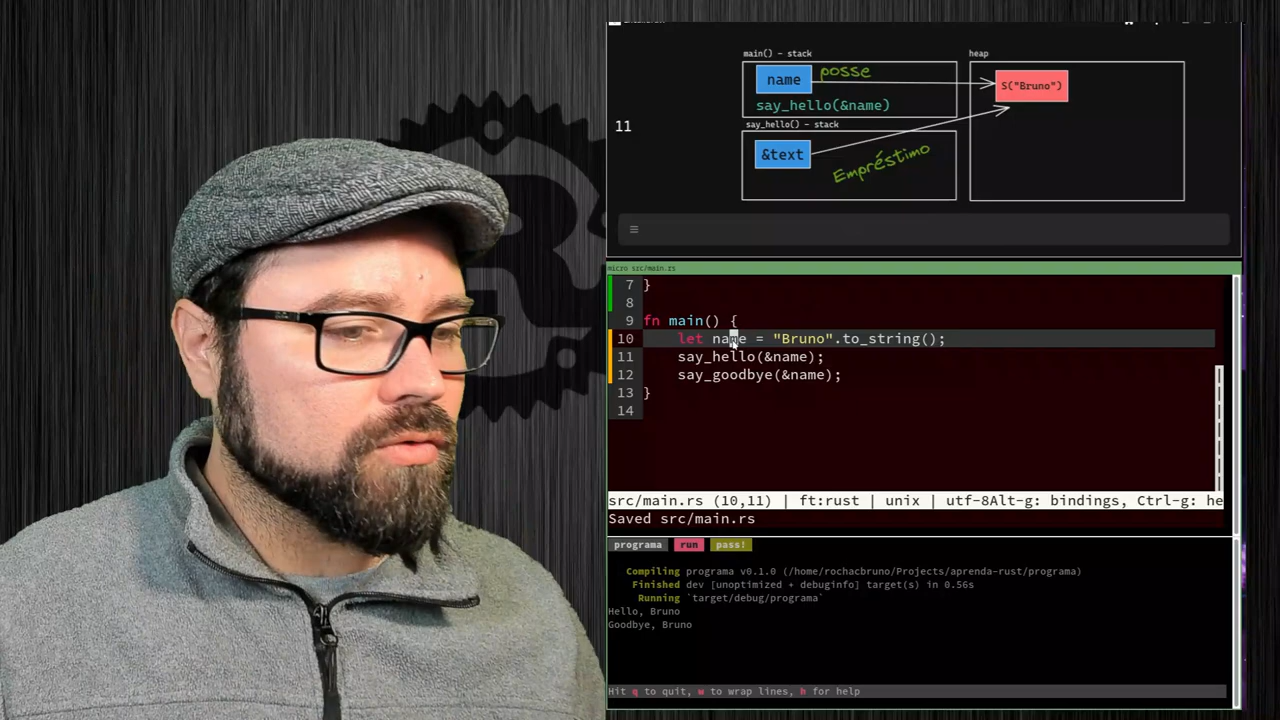 main() - stack
heap
name
posse
S("Bruno")
say_hello(&name)
say_hello() - stack
11
&text
Empréstimo
micro src/main.rs
7 }
8
9 fn main() {
10 let name = "Bruno".to_string();
11 say_hello(&name);
12 say_goodbye(&name);
13 }
14
src/main.rs (10,11) | ft:rust | unix | utf-8Alt-g: bindings, Ctrl-g: he
Saved src/main.rs
programa run pass!
Compiling programa v0.1.0 (/home/rochacbruno/Projects/aprenda-rust/programa)
Finished dev [unoptimized + debuginfo] target(s) in 0.56s
Running `target/debug/programa`
Hello, Bruno
Goodbye, Bruno
Hit q to quit, w to wrap lines, h for help